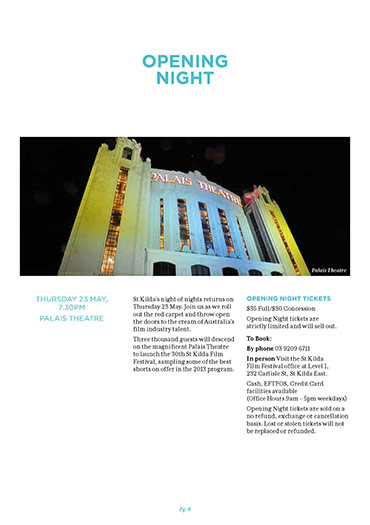 OPENING
NIGHT
PALAIS THEATRE
Palais Theatre
THURSDAY 23 MAY,
7.30PM
PALAIS THEATRE
St Kilda's night of nights returns on
Thursday 23 May. Join us as we roll
out the red carpet and throw open
the doors to the cream of Australia's
film industry talent.
Three thousand guests will descend
on the magnificent Palais Theatre
to launch the 30th St Kilda Film
Festival, sampling some of the best
shorts on offer in the 2013 program.
OPENING NIGHT TICKETS
$35 Full/$30 Concession
Opening Night tickets are
strictly limited and will sell out.
To Book:
By phone 03 9209 6711
In person Visit the St Kilda
Film Festival office at Level 1,
232 Carlisle St, St Kilda East.
Cash, EFTPOS, Credit Card
facilities available
(Office Hours 9am – 5pm weekdays)
Opening Night tickets are sold on a
no refund, exchange or cancellation
basis. Lost or stolen tickets will not
be replaced or refunded.
Pg. 8